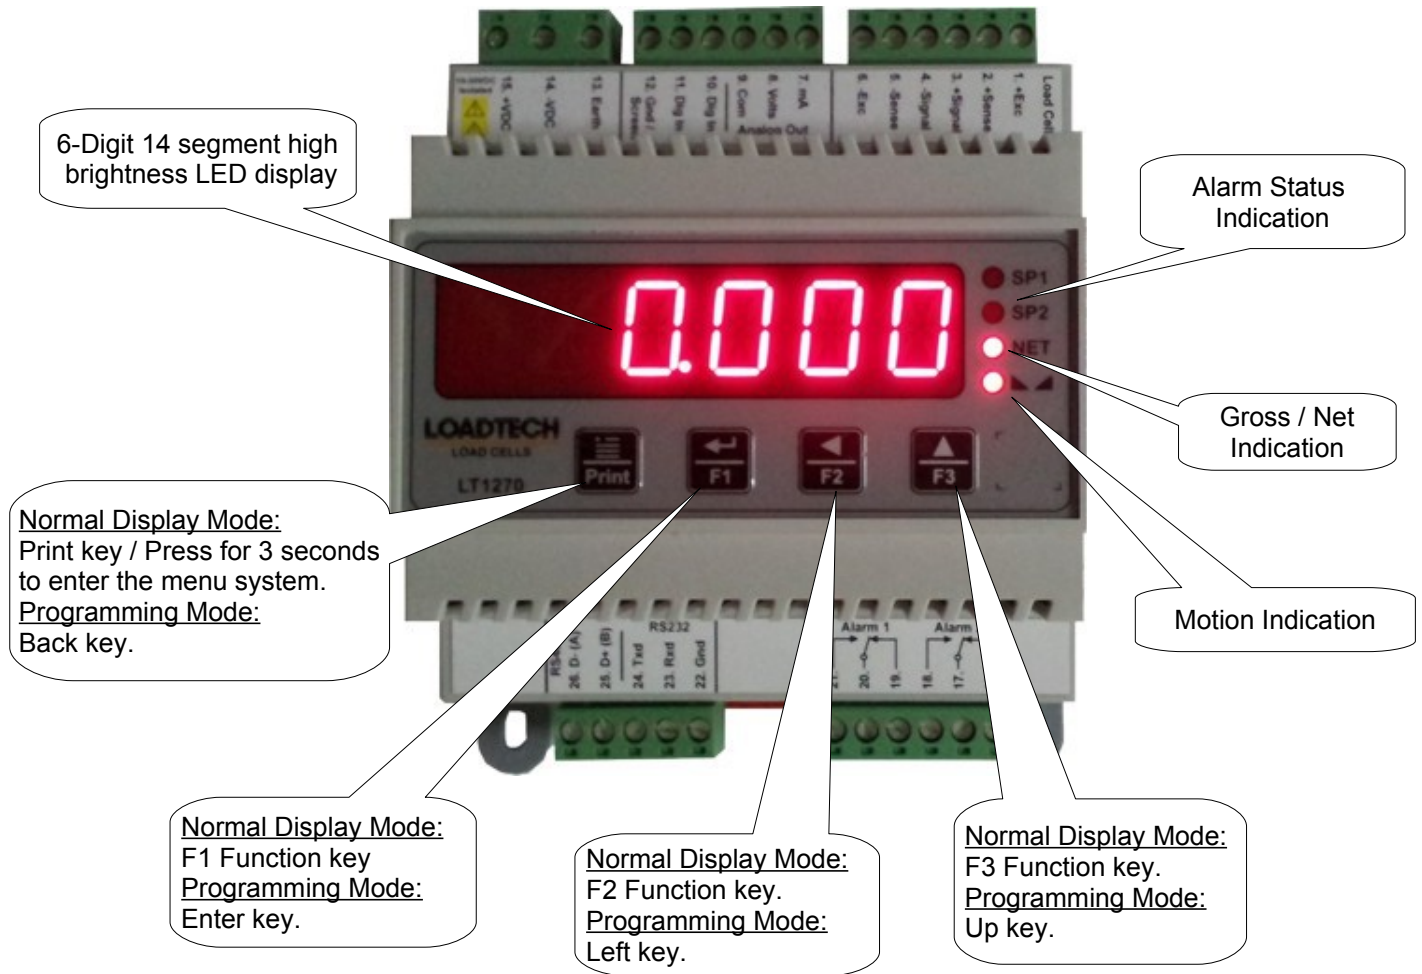 15. +VDC
14. -VDC
13. Earth
12. Gnd /
11. Dig In
10. Dig In
9. Com
8. Volts
7. mA
Analog Out
6. -Exc
5. -Sense
4. -Signal
3. +Signal
2. +Sense
1. +Exc
Load Cell
6-Digit 14 segment high
brightness LED display
Alarm Status
Indication
0.000
SP1
SP2
NET
Gross / Net
Indication
LOADTECH
LOAD CELLS
LT1270
Print
F1
F2
F3
Normal Display Mode:
Print key / Press for 3 seconds
to enter the menu system.
Programming Mode:
Back key.
Motion Indication
26. D- (A)
25. D+ (B)
RS232
24. Txd
23. Rxd
22. Gnd
Alarm 1
20.
19.
Alarm
18.
17.
Normal Display Mode:
F1 Function key
Programming Mode:
Enter key.
Normal Display Mode:
F2 Function key.
Programming Mode:
Left key.
Normal Display Mode:
F3 Function key.
Programming Mode:
Up key.